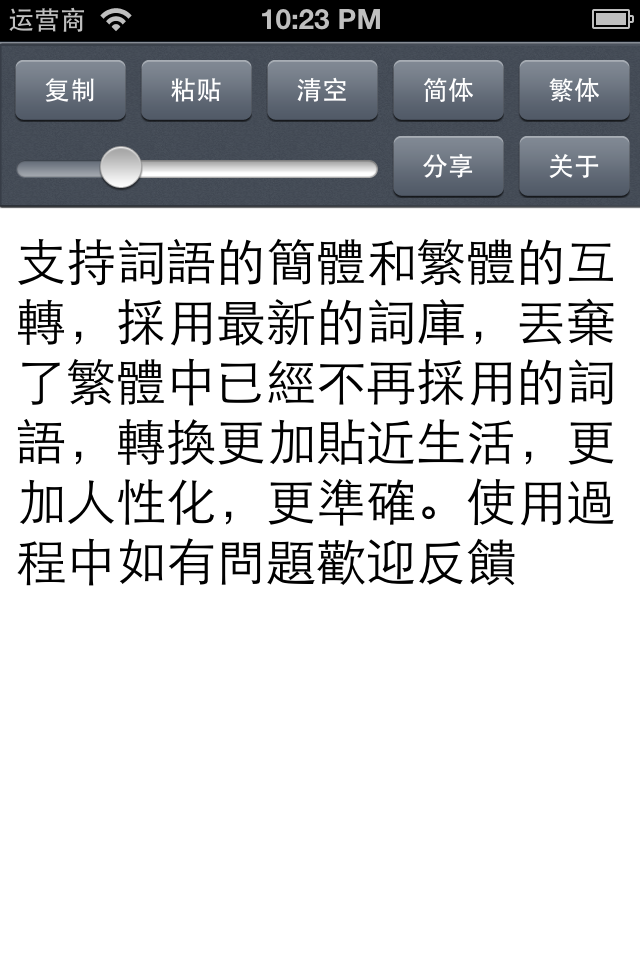 运营商 10:23 PM
复制 粘贴 清空 简体 繁体
分享 关于
支持詞語的簡體和繁體的互
轉，採用最新的詞庫，丟棄
了繁體中已經不再採用的詞
語，轉換更加貼近生活，更
加人性化，更準確。使用過
程中如有問題歡迎反饋